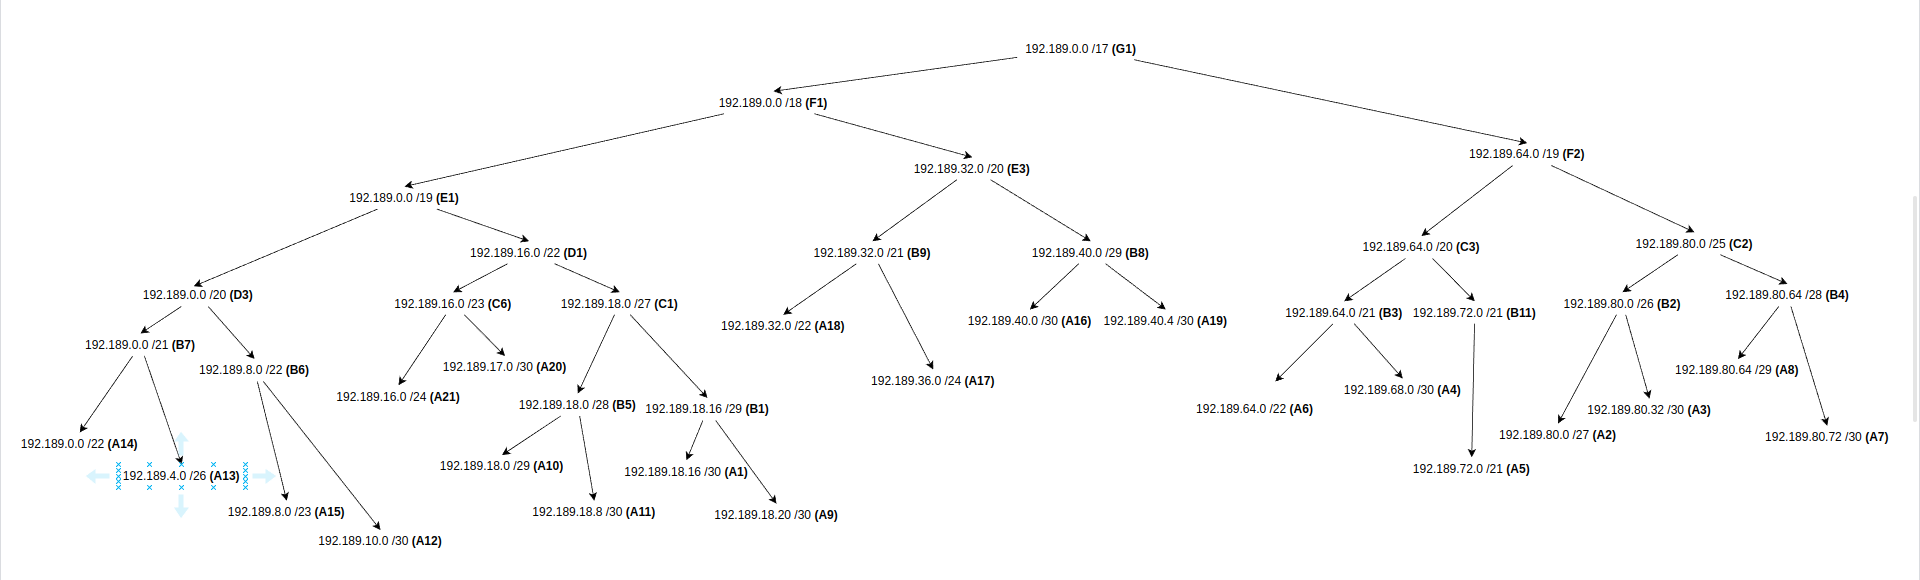 192.189.0.0 /17 (G1)
192.189.0.0 /18 (F1)
192.189.64.0 /19 (F2)
192.189.32.0 /20 (E3)
192.189.0.0 /19 (E1)
192.189.80.0 /25 (C2)
192.189.64.0 /20 (C3)
192.189.16.0 /22 (D1)
192.189.32.0 /21 (B9)
192.189.40.0 /29 (B8)
192.189.0.0 /20 (D3)
192.189.80.64 /28 (B4)
192.189.16.0 /23 (C6)
192.189.18.0 /27 (C1)
192.189.80.0 /26 (B2)
192.189.64.0 /21 (B3)
192.189.72.0 /21 (B11)
192.189.40.0 /30 (A16)
192.189.40.4 /30 (A19)
192.189.32.0 /22 (A18)
192.189.0.0 /21 (B7)
192.189.17.0 /30 (A20)
192.189.8.0 /22 (B6)
192.189.80.64 /29 (A8)
192.189.36.0 /24 (A17)
192.189.68.0 /30 (A4)
192.189.16.0 /24 (A21)
192.189.18.0 /28 (B5)
192.189.18.16 /29 (B1)
192.189.64.0 /22 (A6)
192.189.80.32 /30 (A3)
192.189.80.0 /27 (A2)
192.189.80.72 /30 (A7)
192.189.0.0 /22 (A14)
192.189.18.0 /29 (A10)
192.189.72.0 /21 (A5)
192.189.18.16 /30 (A1)
192.189.4.0 /26 (A13)
192.189.8.0 /23 (A15)
192.189.18.8 /30 (A11)
192.189.18.20 /30 (A9)
192.189.10.0 /30 (A12)